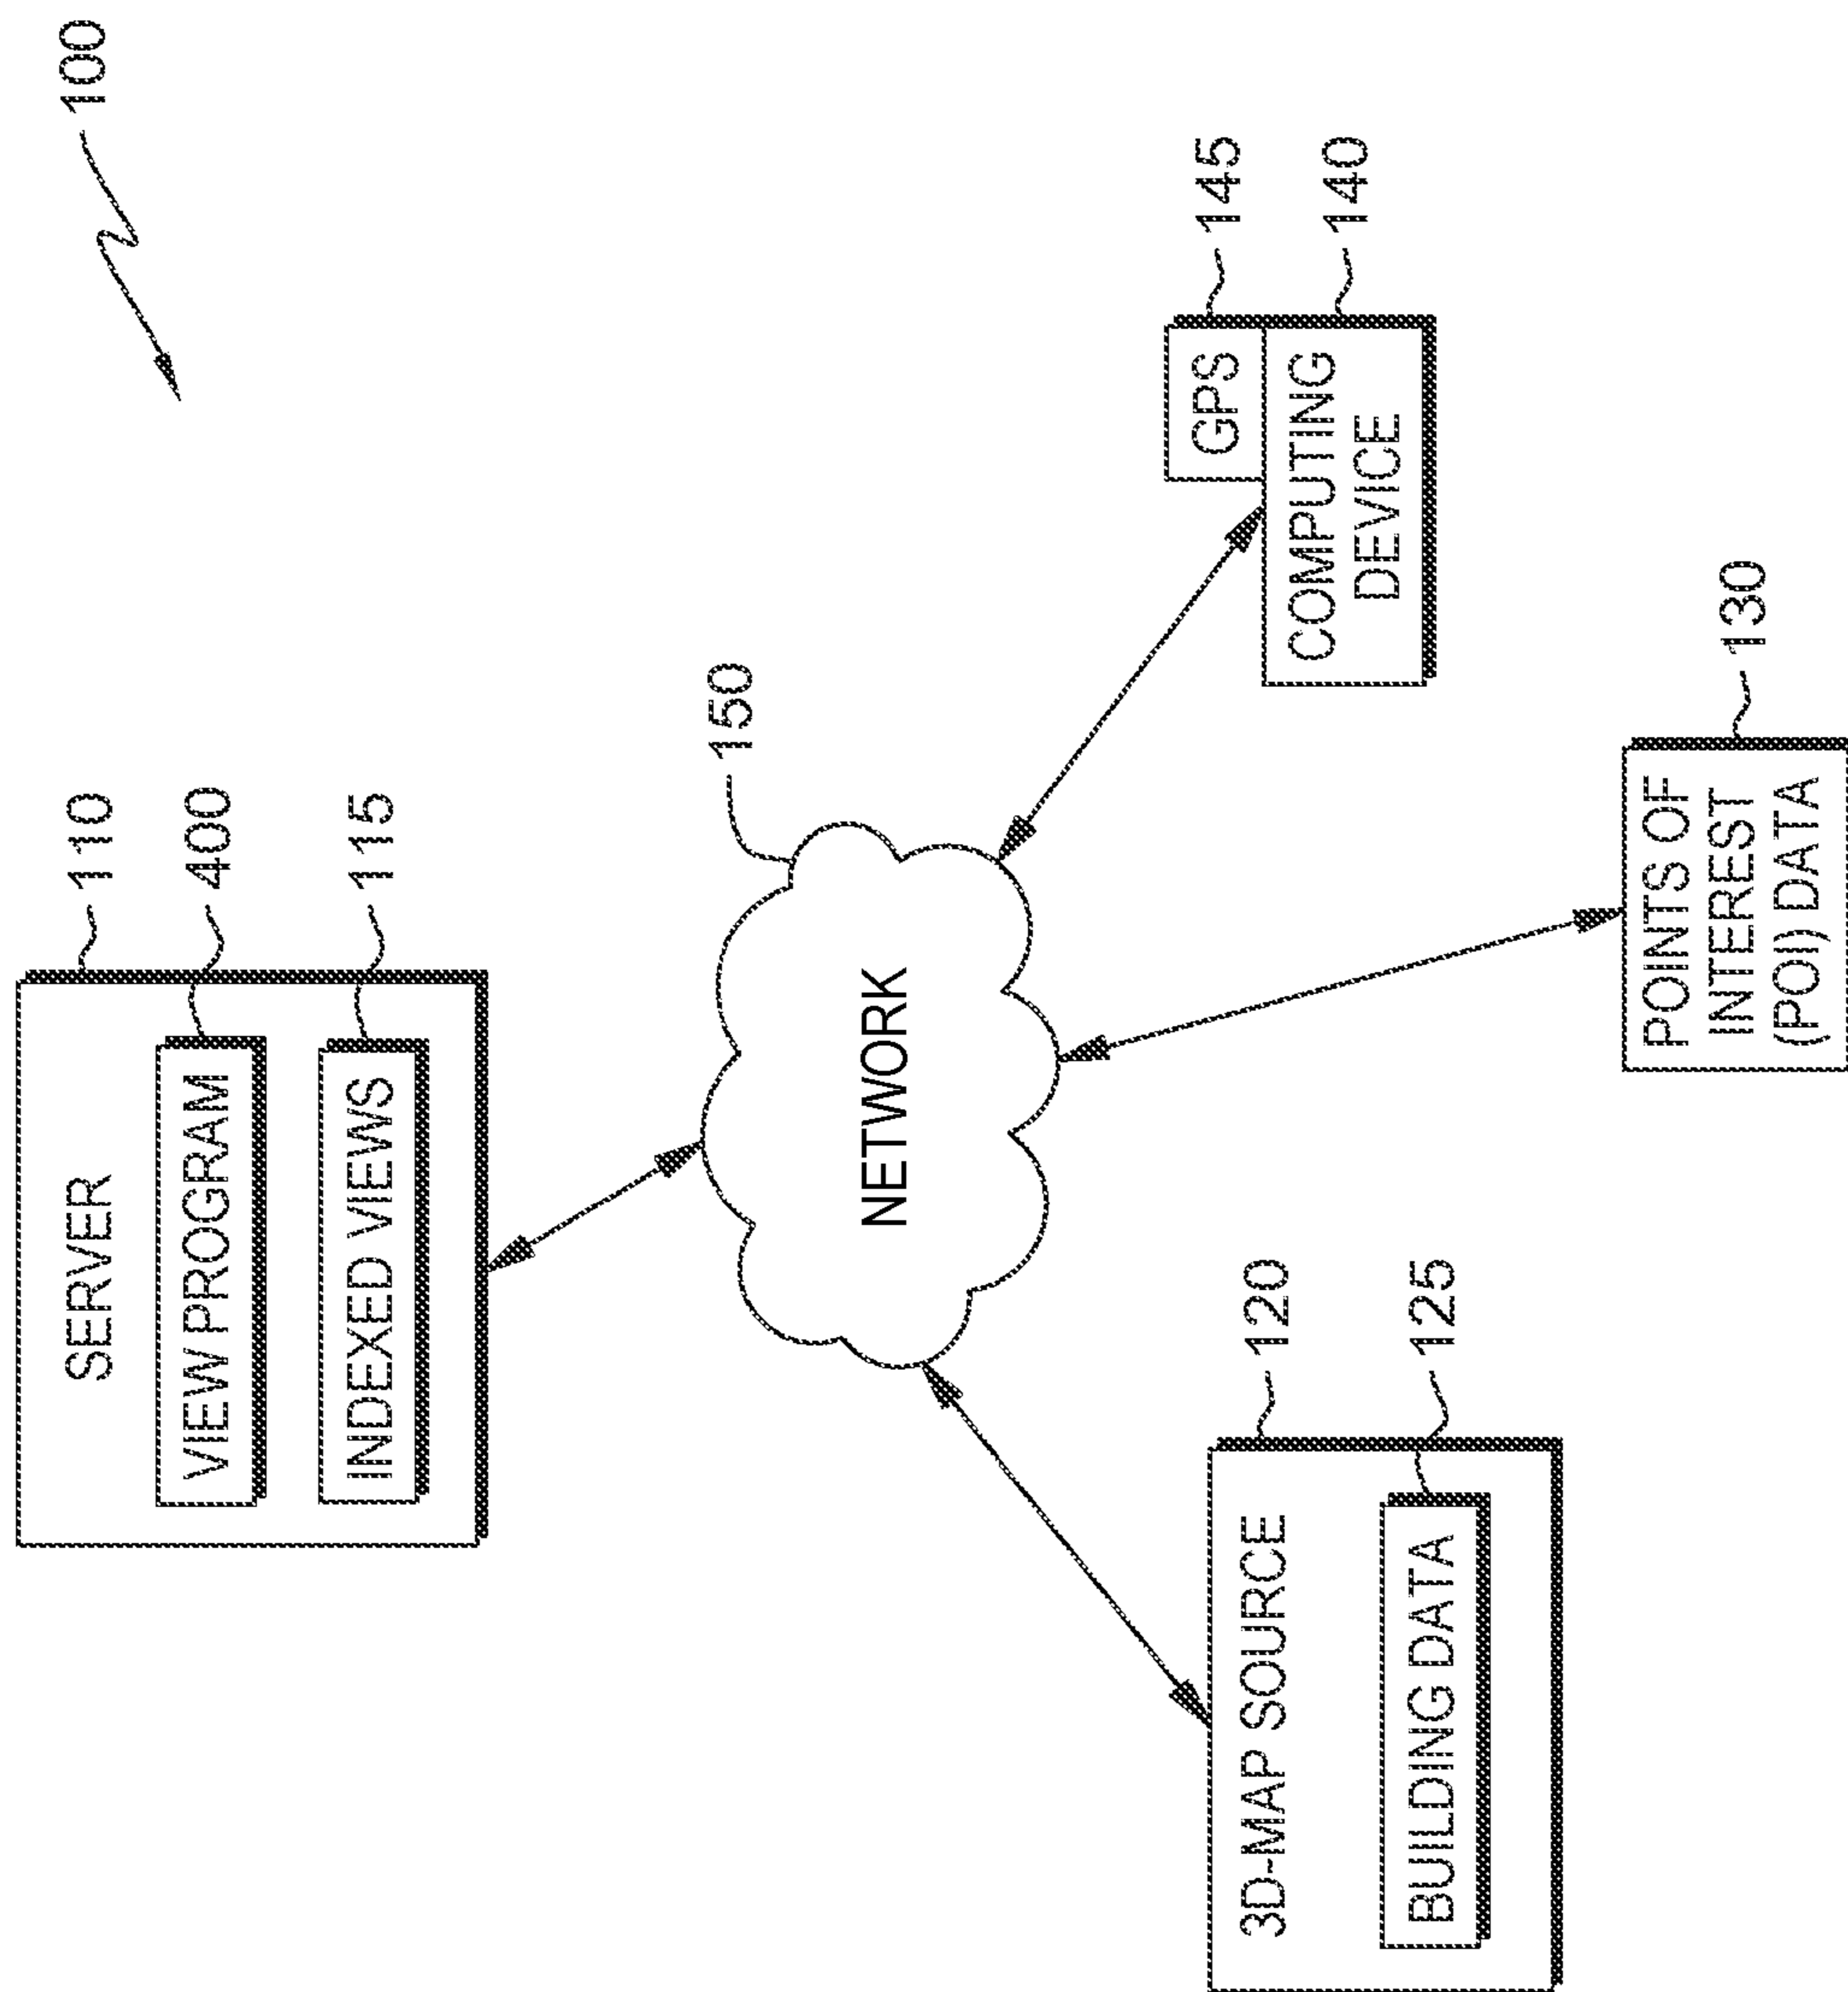 100
SERVER
110
VIEW PROGRAM
400
INDEXED VIEWS
115
150
NETWORK
3D-MAP SOURCE
120
BUILDING DATA
125
GPS
145
COMPUTING
DEVICE
140
POINTS OF
INTEREST
(POI) DATA
130